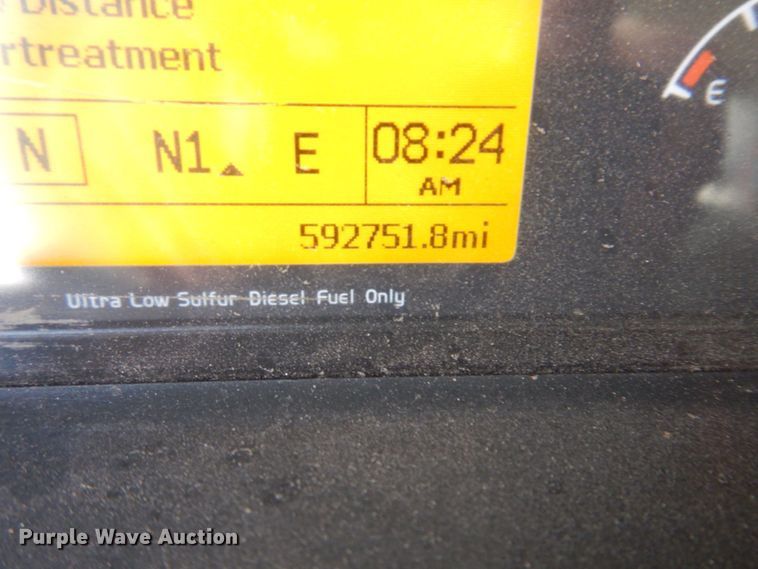 Distance
rtreatment
N N1 E 08:24
AM
592751.8mi
E
Ultra Low Sulfur Diesel Fuel Only
Purple Wave Auction®